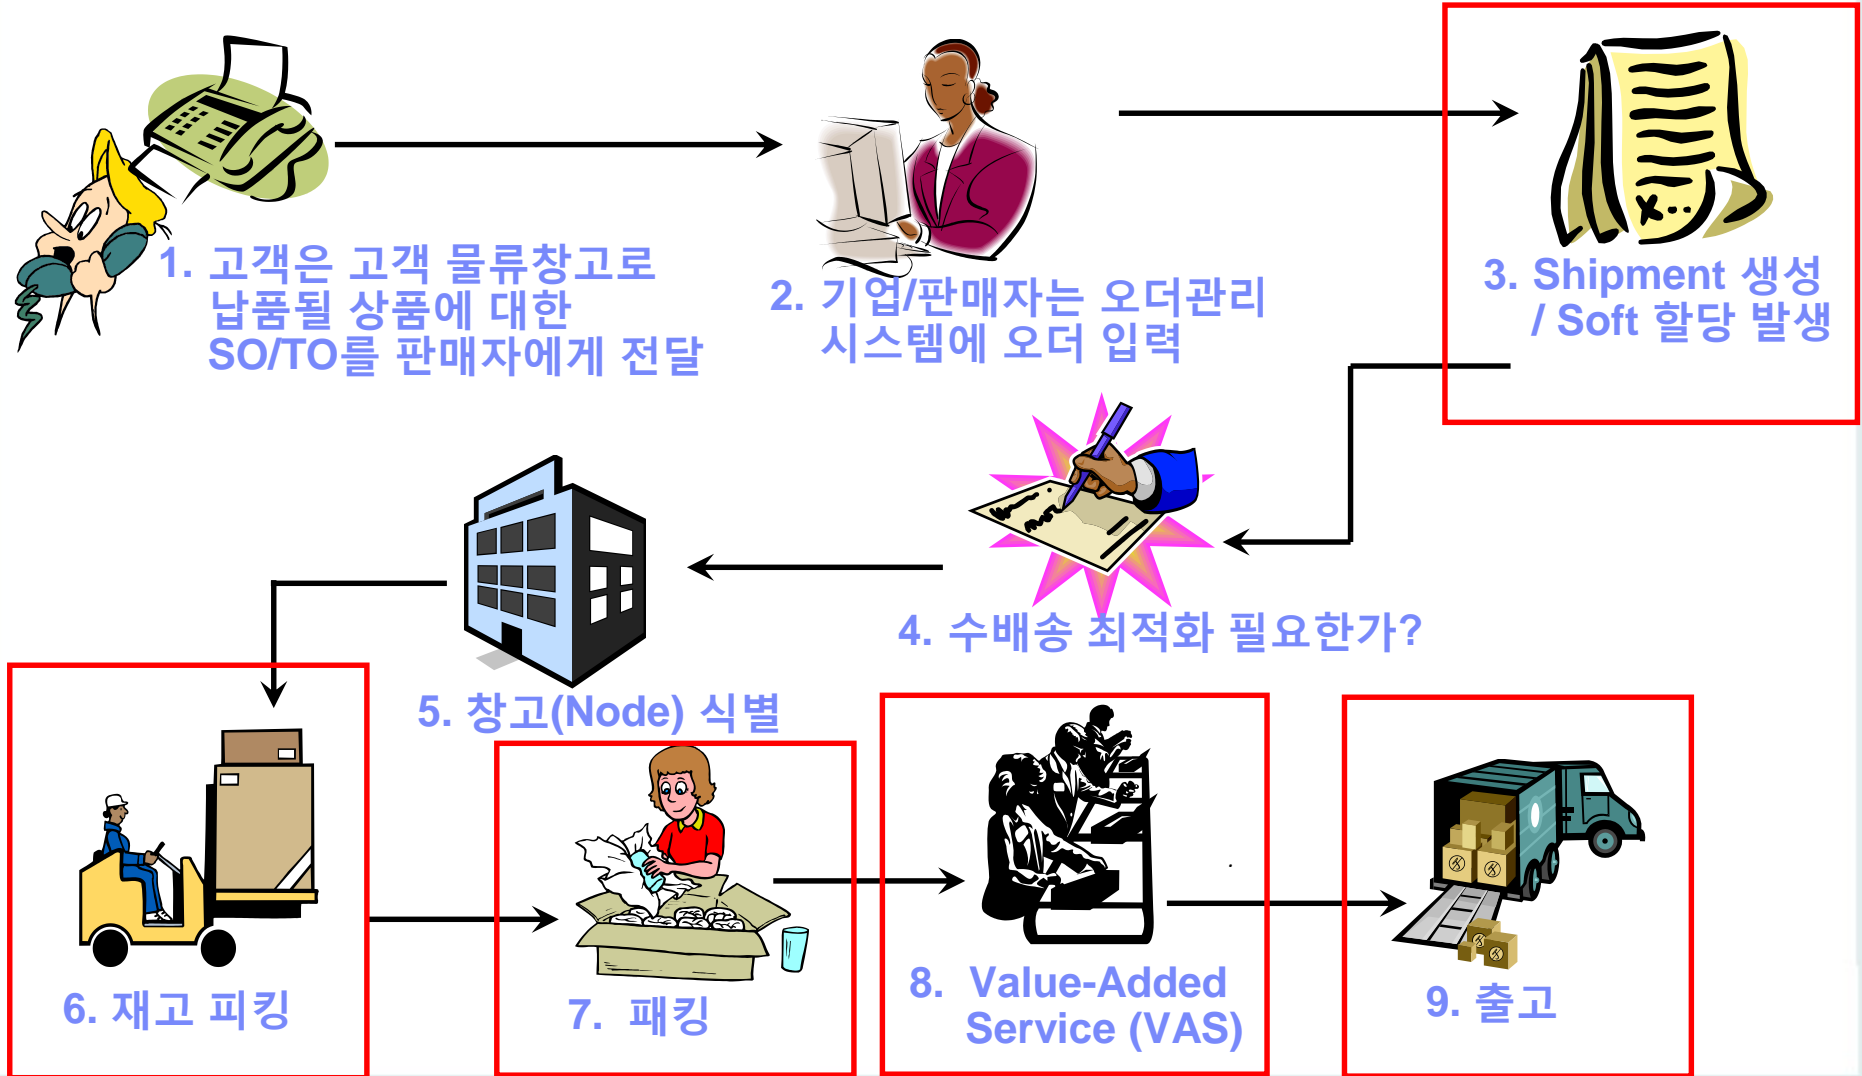 1. 고객은 고객 물류창고로
납품될 상품에 대한
SO/TO를 판매자에게 전달
2. 기업/판매자는 오더관리
시스템에 오더 입력
3. Shipment 생성
/ Soft 할당 발생
4. 수배송 최적화 필요한가?
5. 창고(Node) 식별
6. 재고 피킹
7. 패킹
8. Value-Added
Service (VAS)
9. 출고